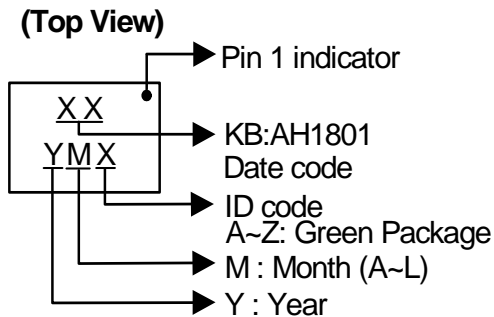 (Top View)
Pin 1 indicator
XX
KB:AH1801
Date code
YMX
ID code
A~Z: Green Package
M : Month (A~L)
Y : Year